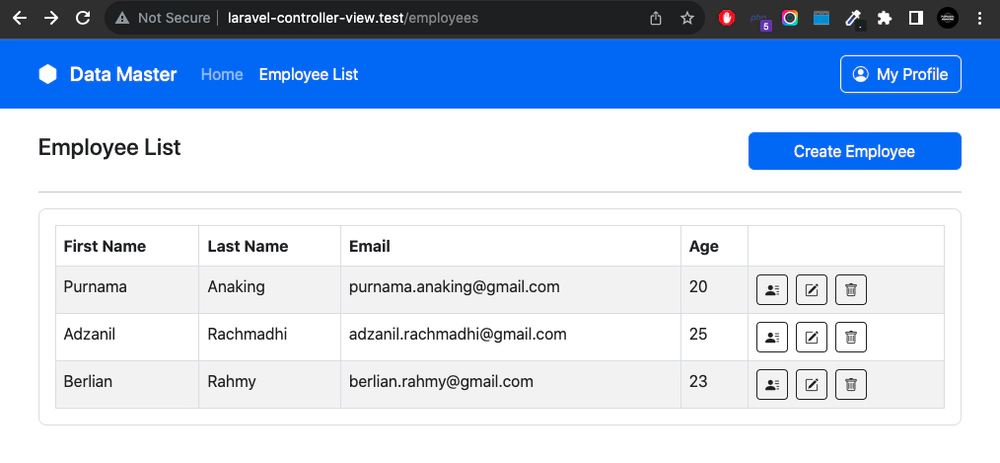 Not Secure | laravel-controller-view.test/employees
5
Data Master Home Employee List My Profile
Employee List Create Employee
First Name Last Name Email Age
Purnama Anaking purnama.anaking@gmail.com 20
Adzanil Rachmadhi adzanil.rachmadhi@gmail.com 25
Berlian Rahmy berlian.rahmy@gmail.com 23